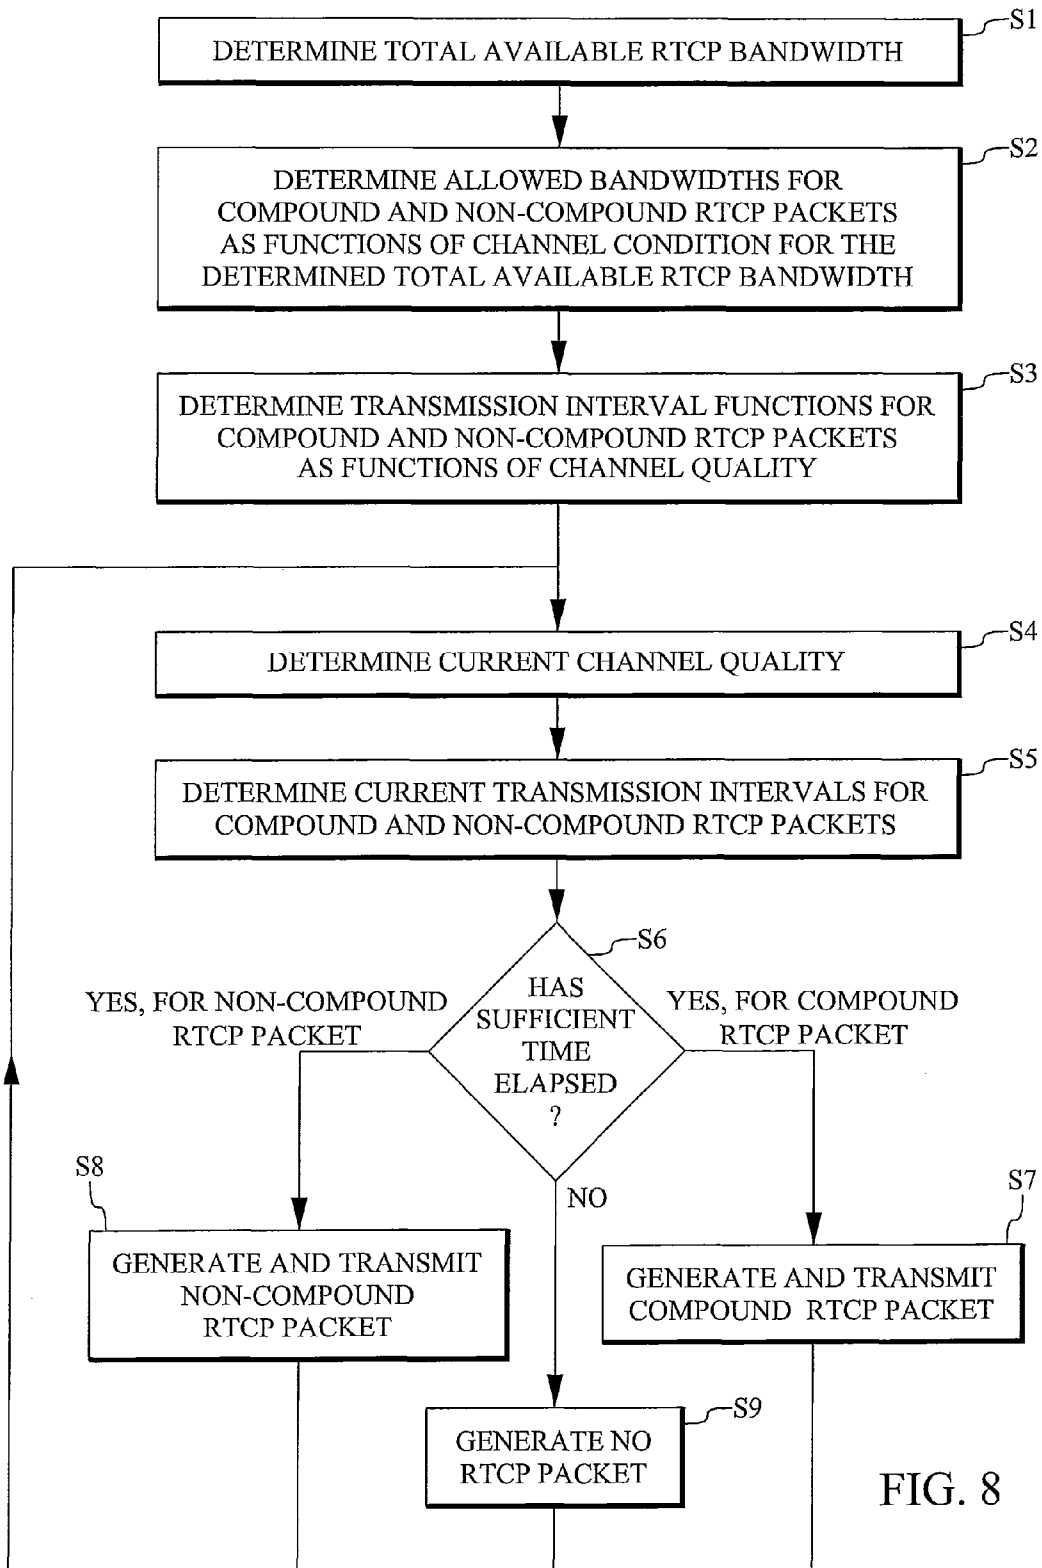 S1
DETERMINE TOTAL AVAILABLE RTCP BANDWIDTH
S2
DETERMINE ALLOWED BANDWIDTHS FOR
COMPOUND AND NON-COMPOUND RTCP PACKETS
AS FUNCTIONS OF CHANNEL CONDITION FOR THE
DETERMINED TOTAL AVAILABLE RTCP BANDWIDTH
S3
DETERMINE TRANSMISSION INTERVAL FUNCTIONS FOR
COMPOUND AND NON-COMPOUND RTCP PACKETS
AS FUNCTIONS OF CHANNEL QUALITY
S4
DETERMINE CURRENT CHANNEL QUALITY
S5
DETERMINE CURRENT TRANSMISSION INTERVALS FOR
COMPOUND AND NON-COMPOUND RTCP PACKETS
S6
HAS
SUFFICIENT
TIME
ELAPSED
?
YES, FOR NON-COMPOUND
RTCP PACKET
YES, FOR COMPOUND
RTCP PACKET
NO
S8
GENERATE AND TRANSMIT
NON-COMPOUND
RTCP PACKET
S7
GENERATE AND TRANSMIT
COMPOUND RTCP PACKET
S9
GENERATE NO
RTCP PACKET
FIG. 8